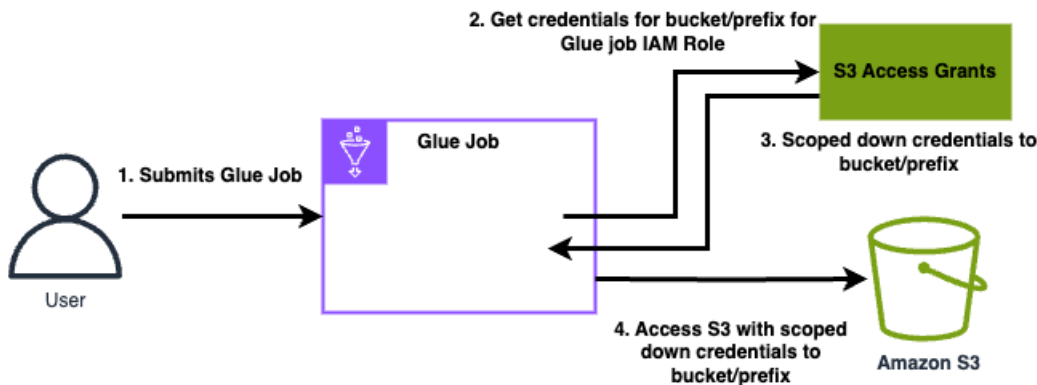 2. Get credentials for bucket/prefix for
Glue job IAM Role
S3 Access Grants
Glue Job
3. Scoped down credentials to
bucket/prefix
1. Submits Glue Job
User
4. Access S3 with scoped
down credentials to
bucket/prefix
Amazon S3